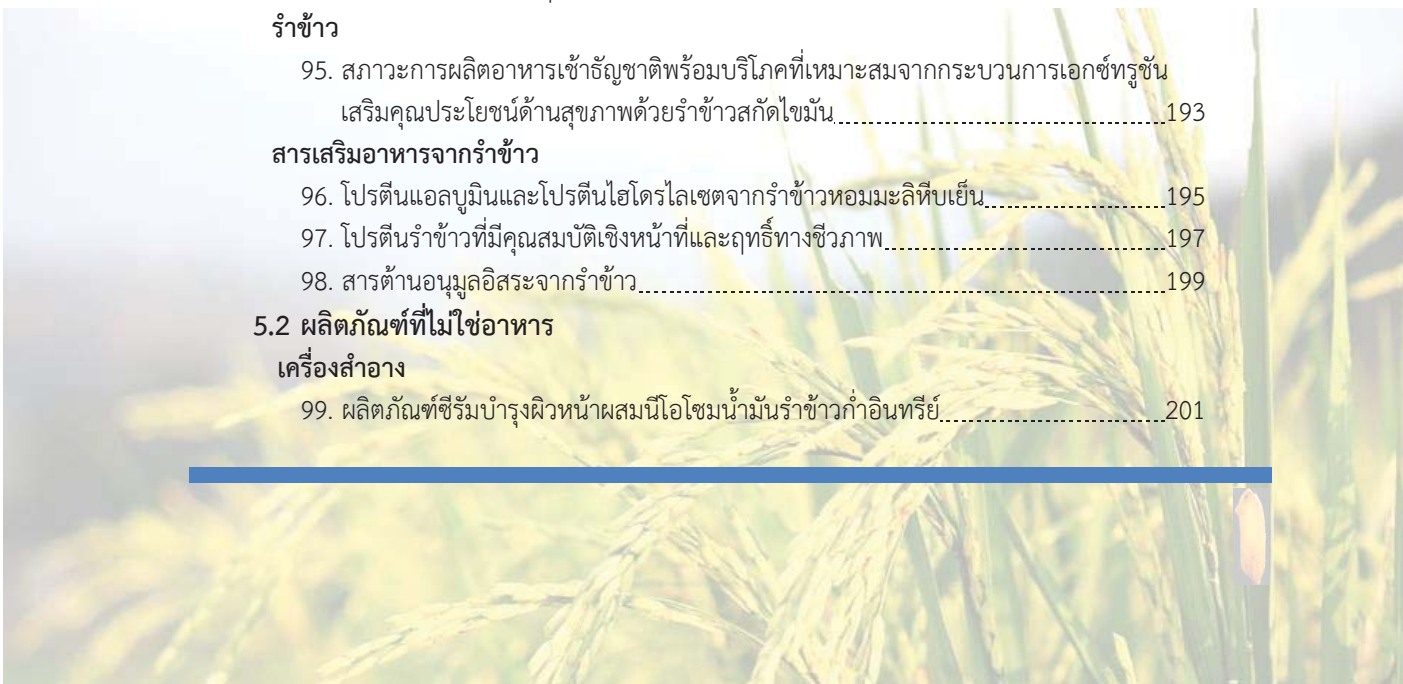 รำข้าว
95. สภาวะการผลิตอาหารเช้าธัญชาติพร้อมบริโภคที่เหมาะสมจากกระบวนการเอกซ์ทรูชัน
เสริมคุณประโยชน์ด้านสุขภาพด้วยรำข้าวสกัดไขมัน 193
สารเสริมอาหารจากรำข้าว
96. โปรตีนแอลบูมินและโปรตีนไฮโดรไลเซตจากรำข้าวหอมมะลิหีบเย็น 195
97. โปรตีนรำข้าวที่มีคุณสมบัติเชิงหน้าที่และฤทธิ์ทางชีวภาพ 197
98. สารต้านอนุมูลอิสระจากรำข้าว 199
5.2 ผลิตภัณฑ์ที่ไม่ใช่อาหาร
เครื่องสำอาง
99. ผลิตภัณฑ์ซีรัมบำรุงผิวหน้าผสมนีโอโซมน้ำมันรำข้าวก่ำอินทรีย์ 201